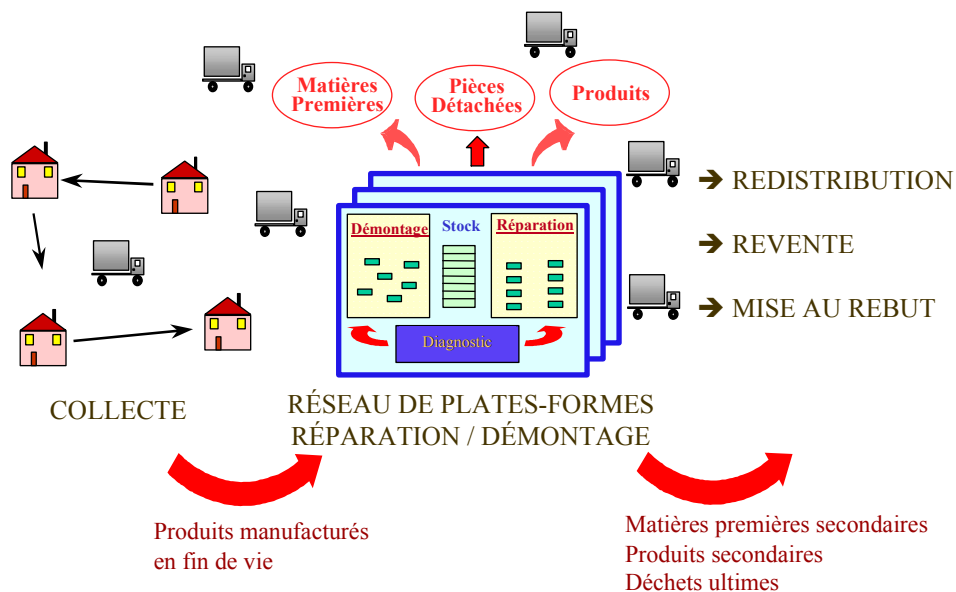 Matières
Premières
Pièces
Détachées
Produits
Démontage
Stock
Réparation
Diagnostic
➔ REDISTRIBUTION
➔ REVENTE
➔ MISE AU REBUT
COLLECTE
RÉSEAU DE PLATES-FORMES
RÉPARATION / DÉMONTAGE
Produits manufacturés
en fin de vie
Matières premières secondaires
Produits secondaires
Déchets ultimes